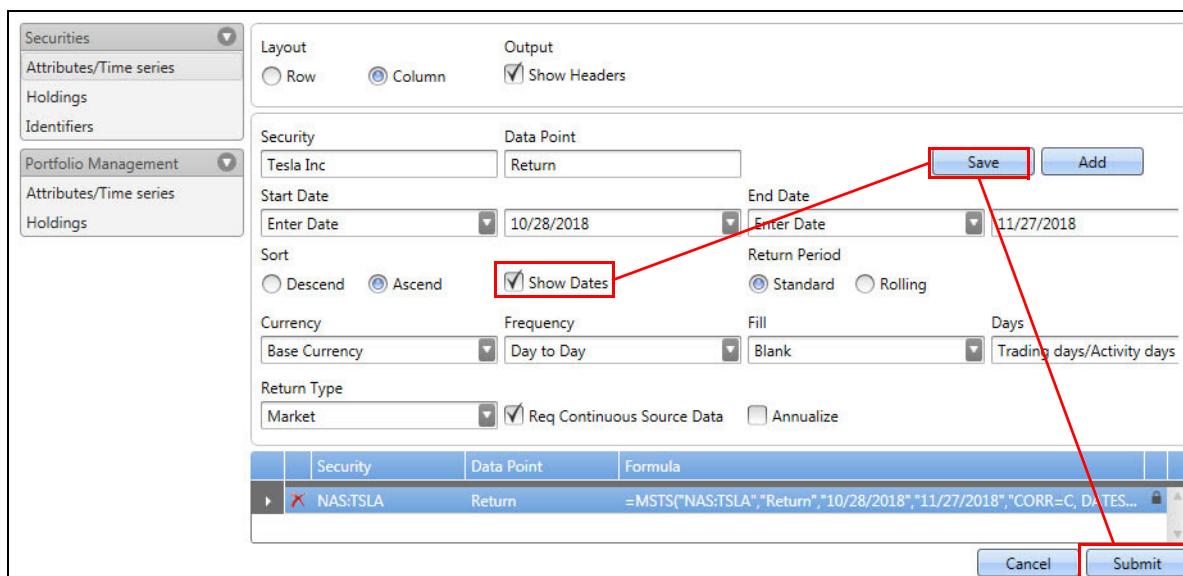 Securities
Attributes/Time series
Holdings
Identifiers
Portfolio Management
Attributes/Time series
Holdings
Layout Output
Row Column Show Headers
Security Data Point
Tesla Inc Return Save Add
Start Date End Date
Enter Date 10/28/2018 Enter Date 11/27/2018
Sort Return Period
Descend Ascend Show Dates Standard Rolling
Currency Frequency Fill Days
Base Currency Day to Day Blank Trading days/Activity days
Return Type
Market Req Continuous Source Data Annualize
Security Data Point Formula
NAS:TSLA Return =MSTS("NAS:TSLA","Return","10/28/2018","11/27/2018","CORR=C, DATES...
Cancel Submit